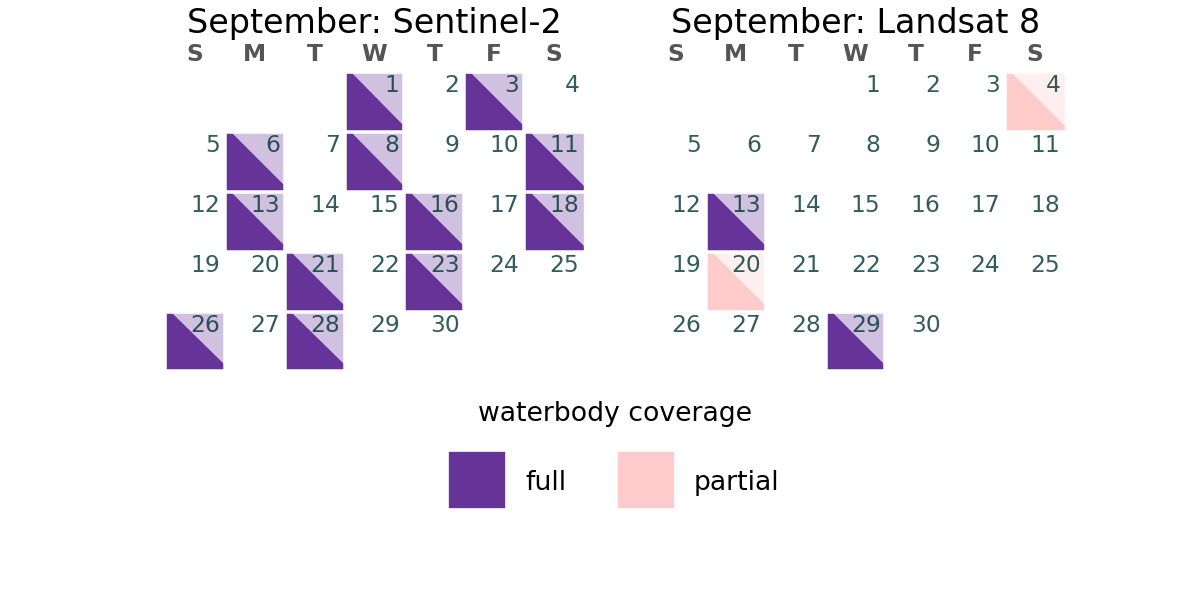 September: Sentinel-2
S M T W T F S
1 2 3 4
5 6 7 8 9 10 11
12 13 14 15 16 17 18
19 20 21 22 23 24 25
26 27 28 29 30
September: Landsat 8
S M T W T F S
1 2 3 4
5 6 7 8 9 10 11
12 13 14 15 16 17 18
19 20 21 22 23 24 25
26 27 28 29 30
waterbody coverage
full partial